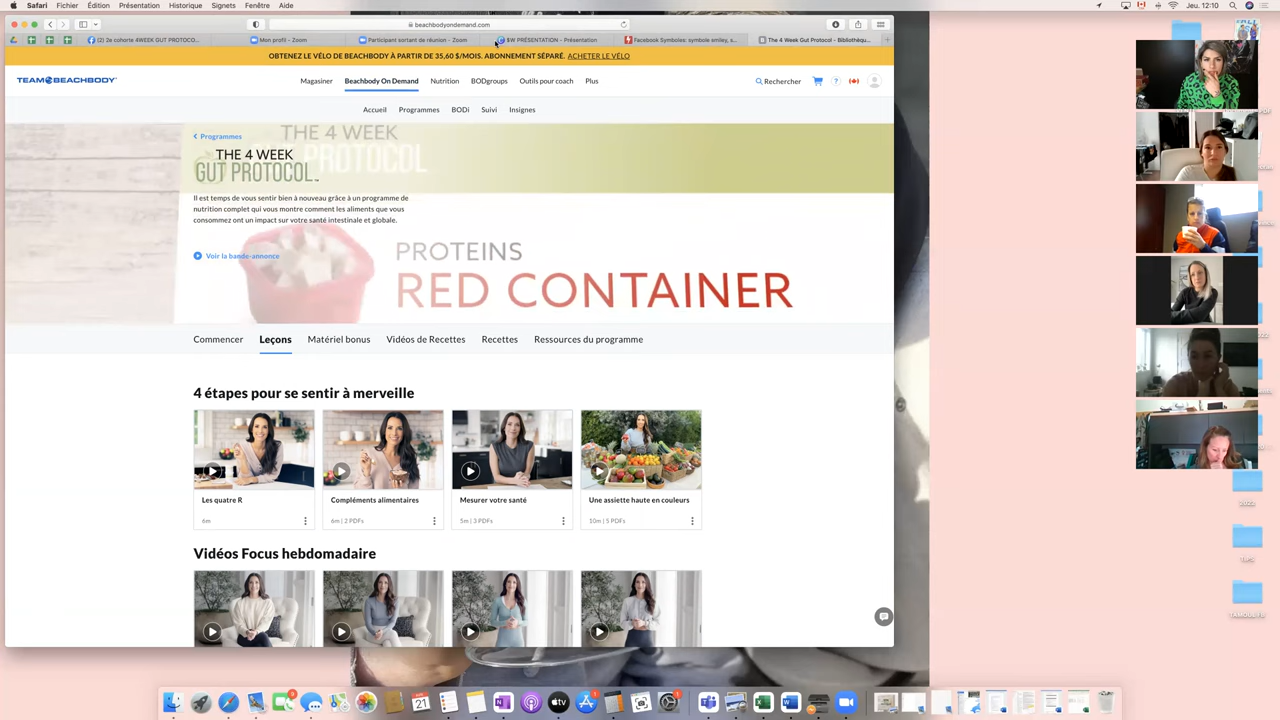 Safari Fichier Édition Présentation Historique Signets Fenêtre Aide
Jeu. 12:10
beachbodyondemand.com
(2) 2e cohorte 4WEEK GUT PROTOCO...
Mon profil - Zoom
Participant sortant de réunion - Zoom
$W PRÉSENTATION - Présentation
Facebook Symboles: symbole smiley, s...
The 4 Week Gut Protocol - Bibliothèqu...
OBTENEZ LE VÉLO DE BEACHBODY À PARTIR DE 35,60 $/MOIS. ABONNEMENT SÉPARÉ. ACHETER LE VÉLO
TEAM BEACHBODY
Magasiner Beachbody On Demand Nutrition BODgroups Outils pour coach Plus
Rechercher
Accueil Programmes BODi Suivi Insignes
Programmes
THE 4 WEEK
PROTOCOL
THE 4 WEEK
GUT PROTOCOL
Il est temps de vous sentir bien à nouveau grâce à un programme de
nutrition complet qui vous montre comment les aliments que vous
consommez ont un impact sur votre santé intestinale et globale.
Voir la bande-annonce
PROTEINS
RED CONTAINER
Commencer Leçons Matériel bonus Vidéos de Recettes Recettes Ressources du programme
4 étapes pour se sentir à merveille
Les quatre R
6m
Compléments alimentaires
6m | 2 PDFs
Mesurer votre santé
5m | 3 PDFs
Une assiette haute en couleurs
10m | 5 PDFs
Vidéos Focus hebdomadaire
2022
TIPS
AVR.
21